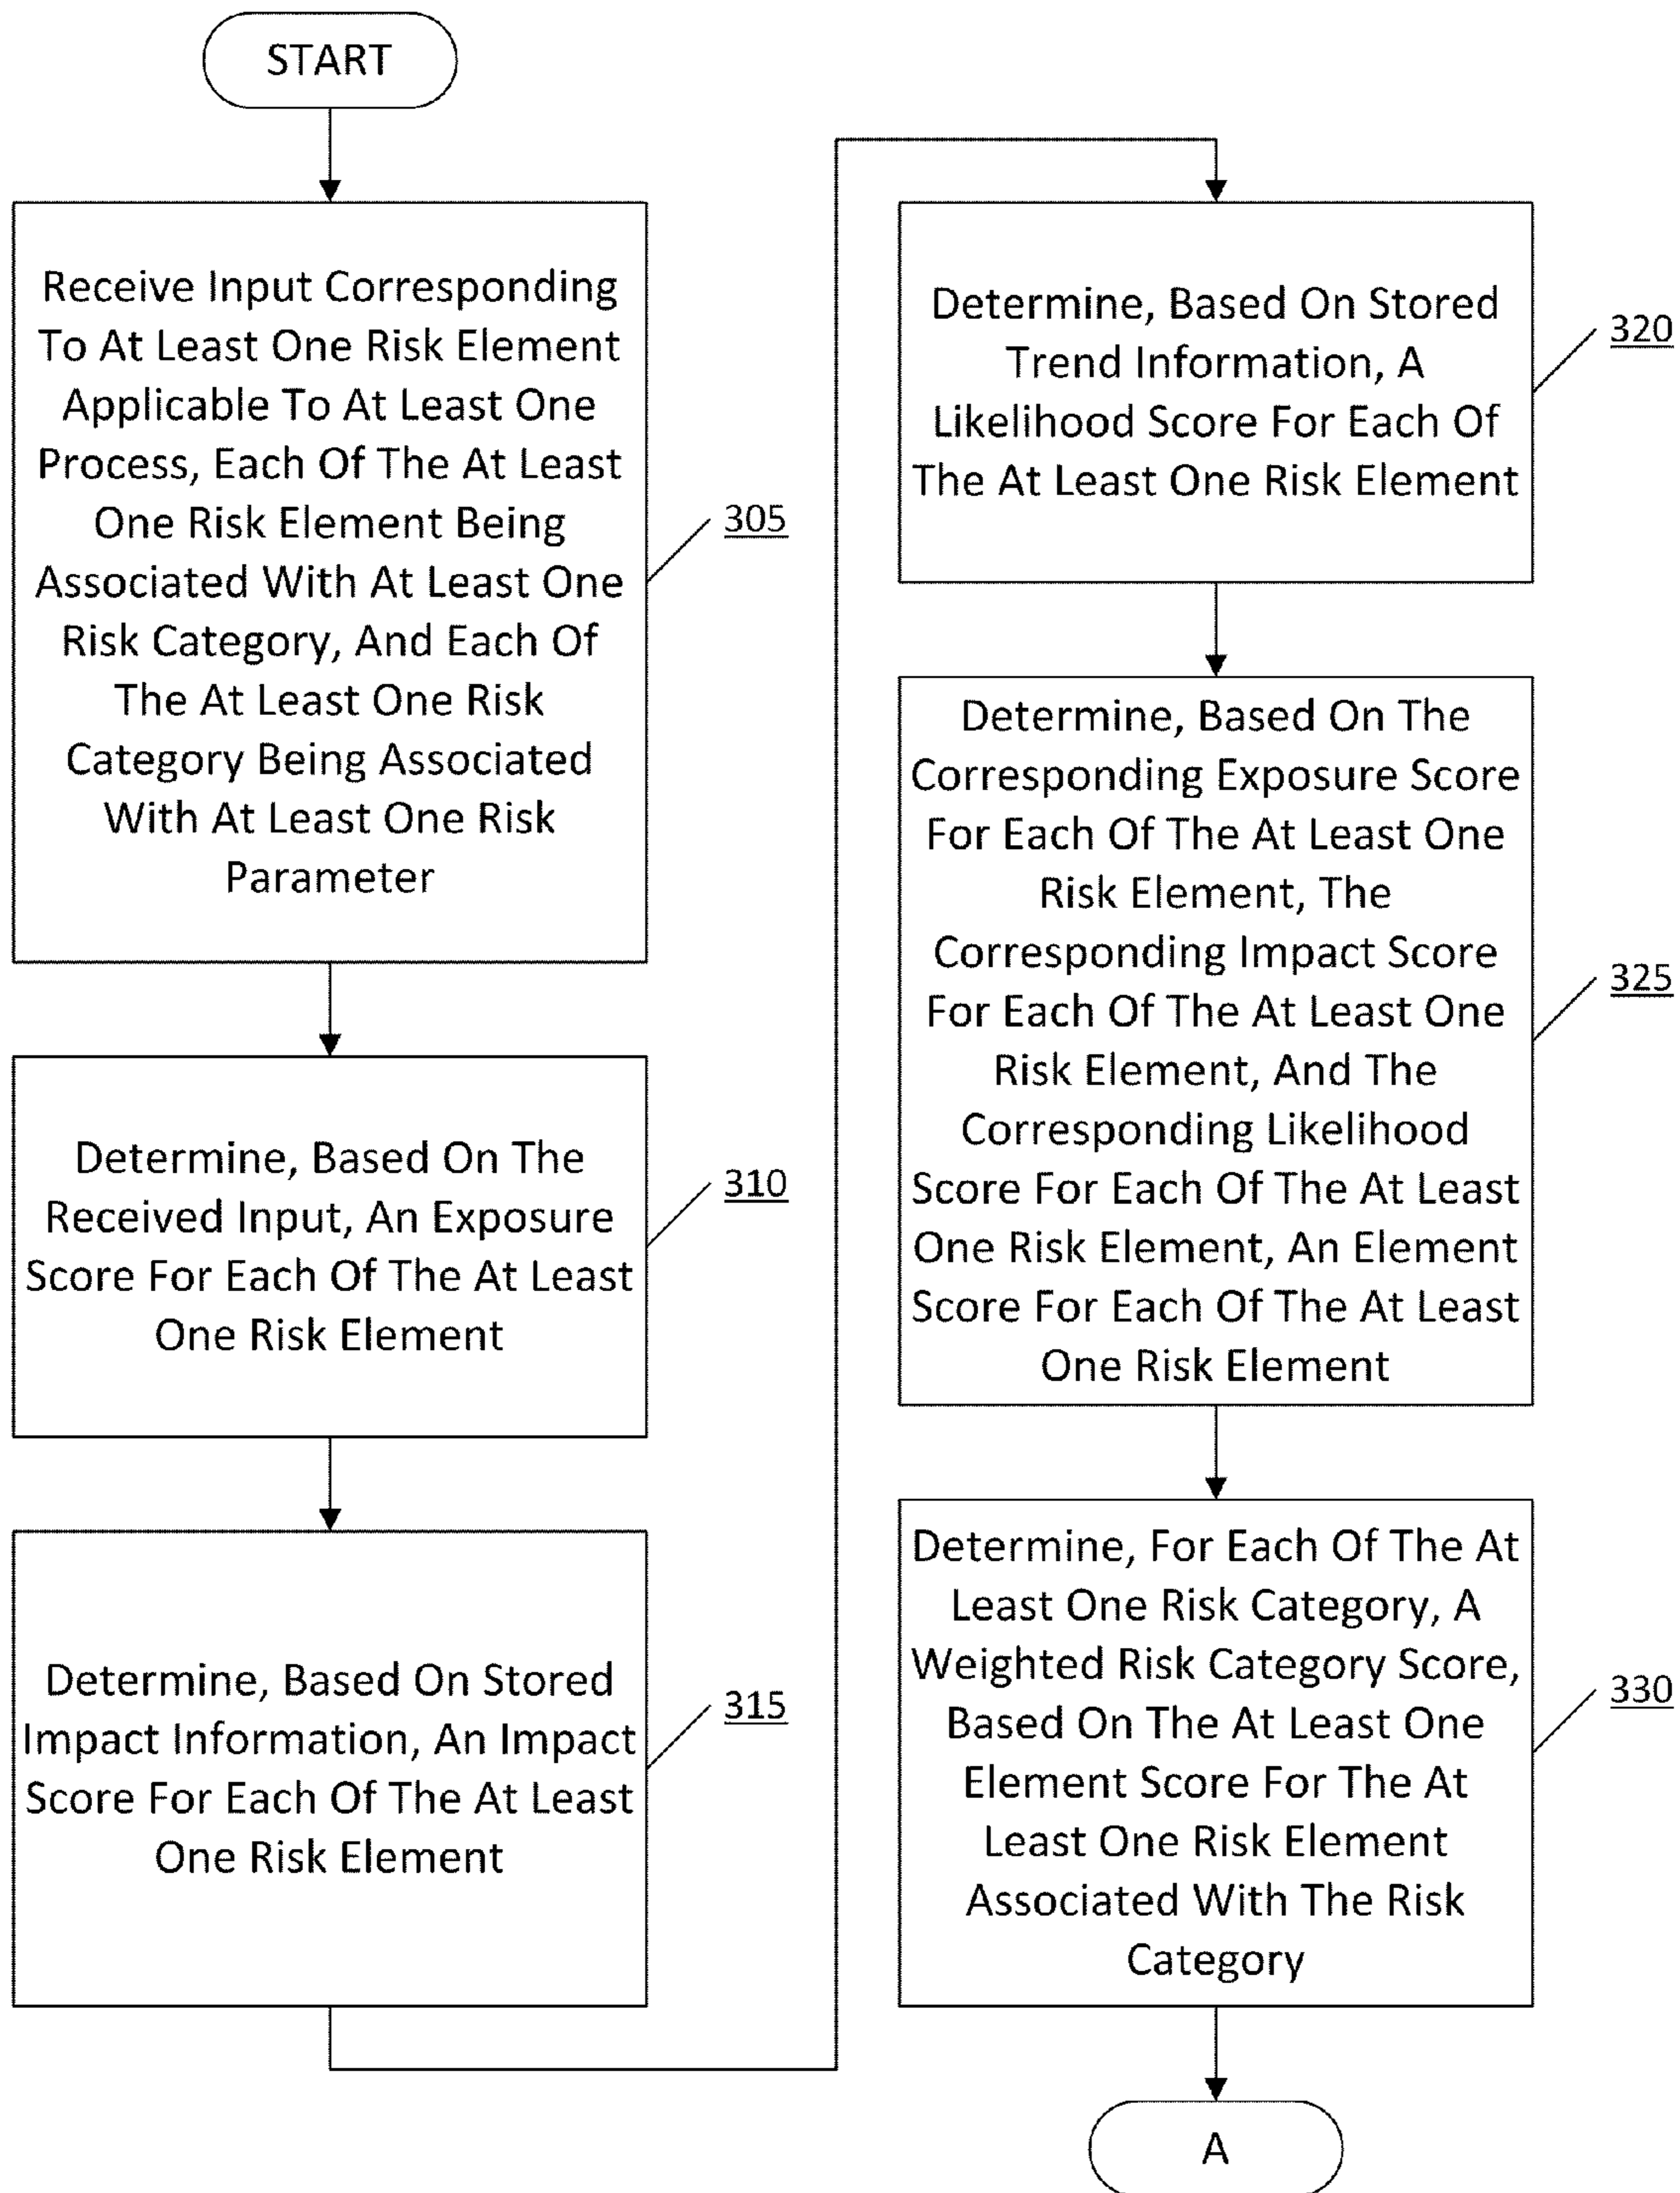 START
Receive Input Corresponding
To At Least One Risk Element
Applicable To At Least One
Process, Each Of The At Least
One Risk Element Being
Associated With At Least One
Risk Category, And Each Of
The At Least One Risk
Category Being Associated
With At Least One Risk
Parameter
305
Determine, Based On The
Received Input, An Exposure
Score For Each Of The At Least
One Risk Element
310
Determine, Based On Stored
Impact Information, An Impact
Score For Each Of The At Least
One Risk Element
315
Determine, Based On Stored
Trend Information, A
Likelihood Score For Each Of
The At Least One Risk Element
320
Determine, Based On The
Corresponding Exposure Score
For Each Of The At Least One
Risk Element, The
Corresponding Impact Score
For Each Of The At Least One
Risk Element, And The
Corresponding Likelihood
Score For Each Of The At Least
One Risk Element, An Element
Score For Each Of The At Least
One Risk Element
325
Determine, For Each Of The At
Least One Risk Category, A
Weighted Risk Category Score,
Based On The At Least One
Element Score For The At
Least One Risk Element
Associated With The Risk
Category
330
A